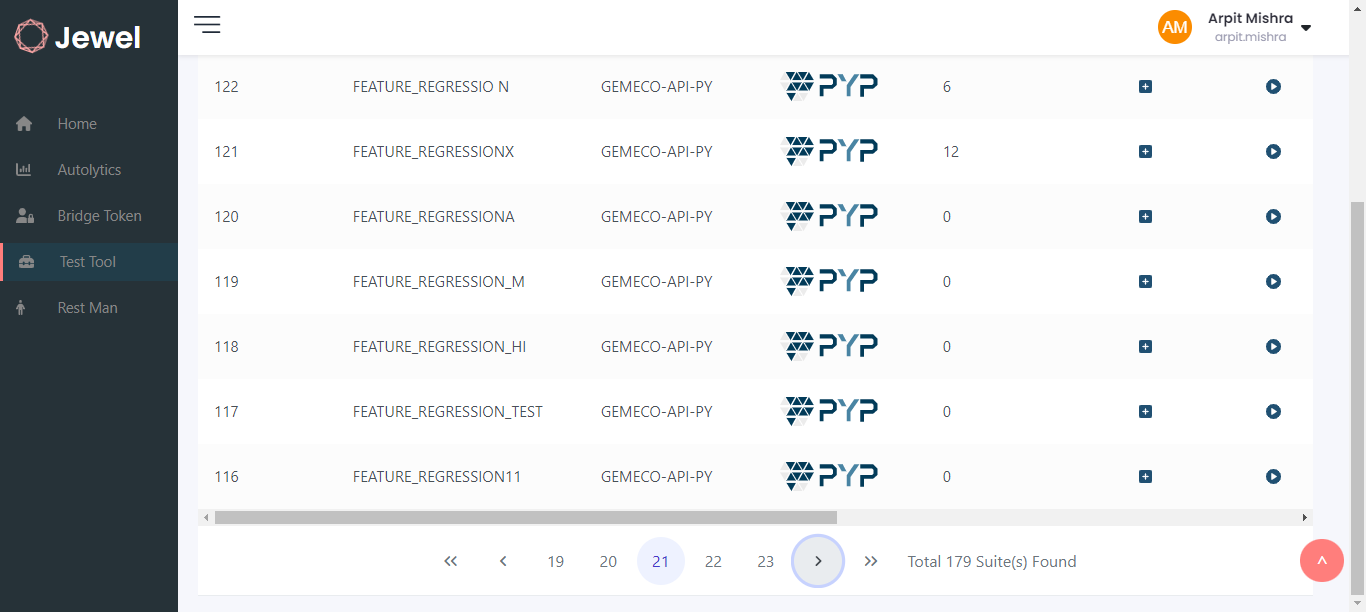 Jewel
AM
Arpit Mishra
arpit.mishra
Home
Autolytics
Bridge Token
Test Tool
Rest Man
122 FEATURE_REGRESSIO N GEMECO-API-PY PYP 6
121 FEATURE_REGRESSIONX GEMECO-API-PY PYP 12
120 FEATURE_REGRESSIONA GEMECO-API-PY PYP 0
119 FEATURE_REGRESSION_M GEMECO-API-PY PYP 0
118 FEATURE_REGRESSION_HI GEMECO-API-PY PYP 0
117 FEATURE_REGRESSION_TEST GEMECO-API-PY PYP 0
116 FEATURE_REGRESSION11 GEMECO-API-PY PYP 0
19 20 21 22 23 Total 179 Suite(s) Found